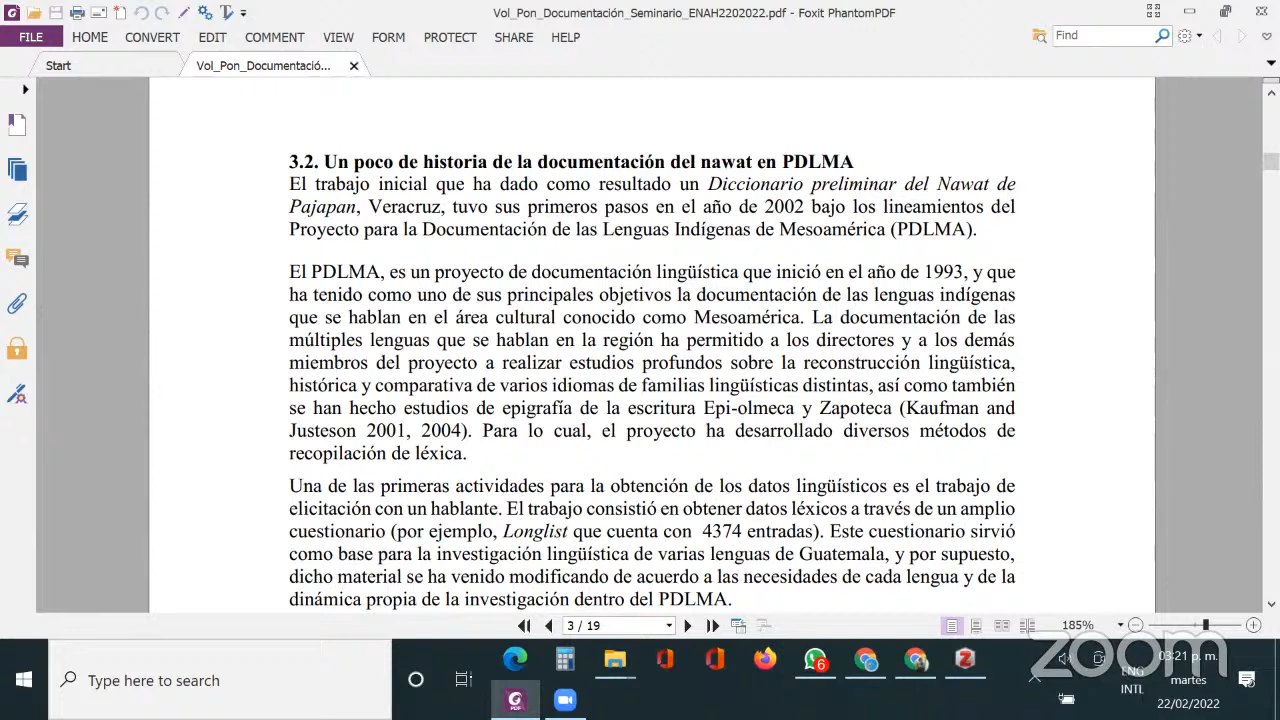 Vol_Pon_Documentación_Seminario_ENAH2202022.pdf - Foxit PhantomPDF
FILE HOME CONVERT EDIT COMMENT VIEW FORM PROTECT SHARE HELP Find
Start Vol_Pon_Documentació...
3.2. Un poco de historia de la documentación del nawat en PDLMA
El trabajo inicial que ha dado como resultado un Diccionario preliminar del Nawat de
Pajapan, Veracruz, tuvo sus primeros pasos en el año de 2002 bajo los lineamientos del
Proyecto para la Documentación de las Lenguas Indígenas de Mesoamérica (PDLMA).
El PDLMA, es un proyecto de documentación lingüística que inició en el año de 1993, y que
ha tenido como uno de sus principales objetivos la documentación de las lenguas indígenas
que se hablan en el área cultural conocido como Mesoamérica. La documentación de las
múltiples lenguas que se hablan en la región ha permitido a los directores y a los demás
miembros del proyecto a realizar estudios profundos sobre la reconstrucción lingüística,
histórica y comparativa de varios idiomas de familias lingüísticas distintas, así como también
se han hecho estudios de epigrafía de la escritura Epi-olmeca y Zapoteca (Kaufman and
Justeson 2001, 2004). Para lo cual, el proyecto ha desarrollado diversos métodos de
recopilación de léxica.
Una de las primeras actividades para la obtención de los datos lingüísticos es el trabajo de
elicitación con un hablante. El trabajo consistió en obtener datos léxicos a través de un amplio
cuestionario (por ejemplo, Longlist que cuenta con 4374 entradas). Este cuestionario sirvió
como base para la investigación lingüística de varias lenguas de Guatemala, y por supuesto,
dicho material se ha venido modificando de acuerdo a las necesidades de cada lengua y de la
dinámica propia de la investigación dentro del PDLMA.
3 / 19 185%
zoom
Type here to search
6
ENG
INTL
03:21 p. m.
martes
22/02/2022
PDF